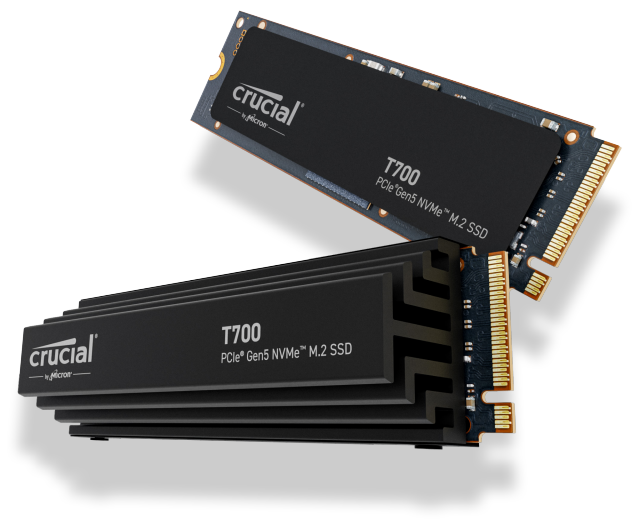 crucial®
by Micron®
T700
PCIe® Gen5 NVMe™ M.2 SSD
crucial®
by Micron®
T700
PCIe® Gen5 NVMe™ M.2 SSD